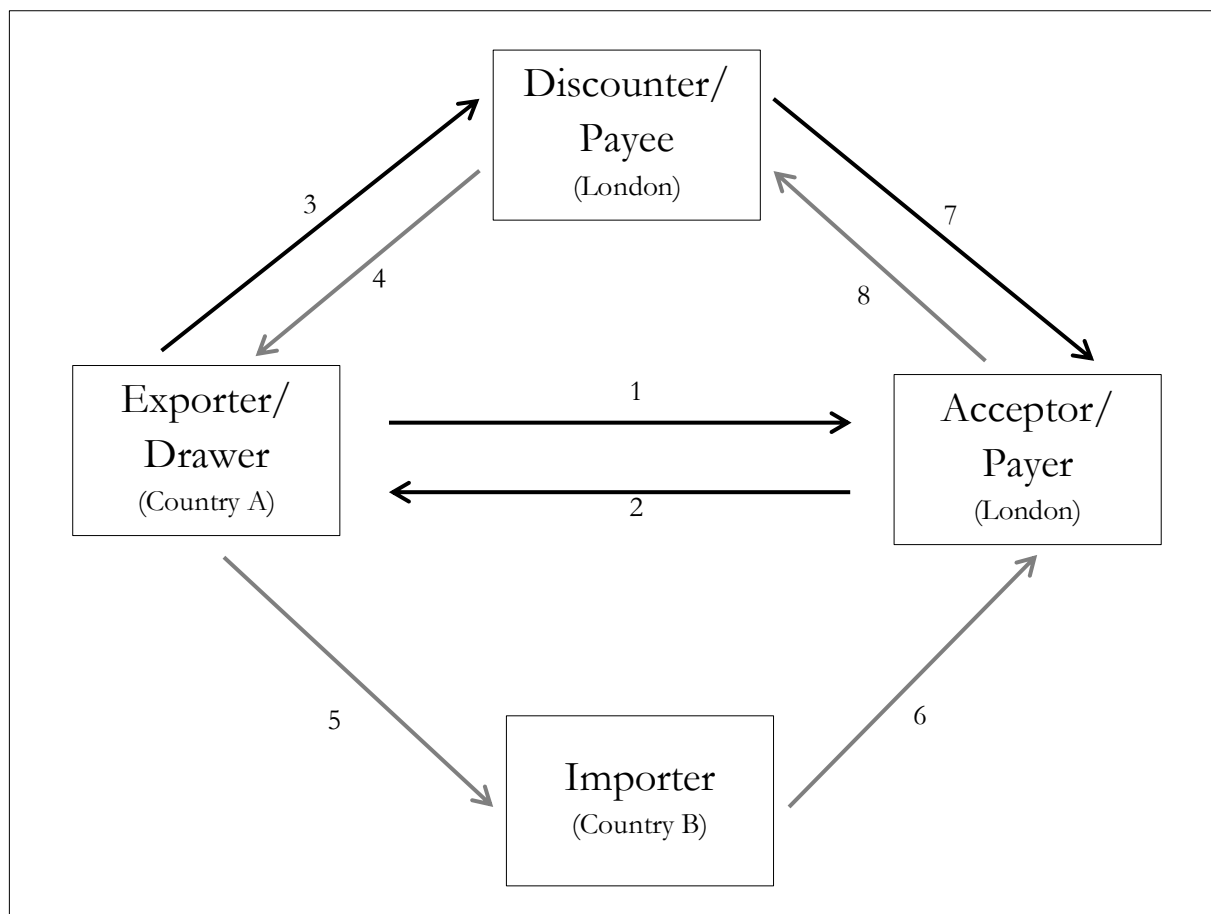 Discounter/
Payee
(London)
3
7
4
8
Exporter/
Drawer
(Country A)
1
2
Acceptor/
Payer
(London)
5
6
Importer
(Country B)